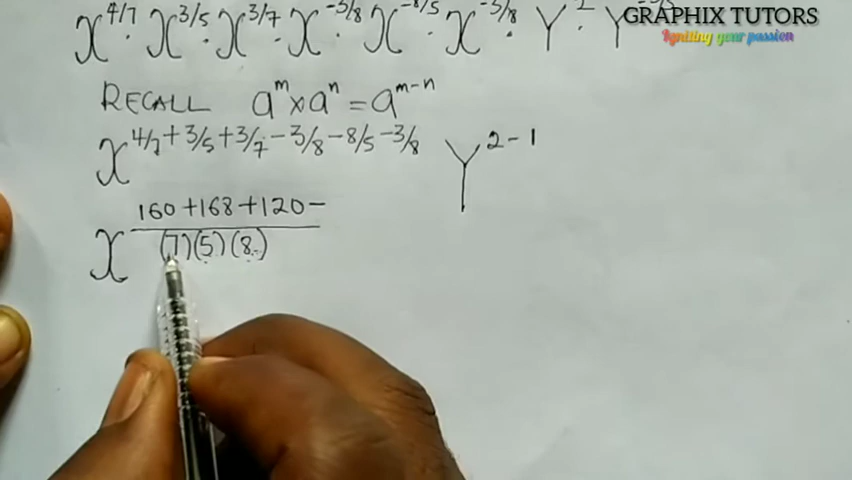 x^4/7 · x^3/5 · x^3/7 · x^-3/8 · x^-8/5 · x^-3/8 · Y^2 · Y
GRAPHIX TUTORS
Igniting your passion
RECALL a^m × a^n = a^m-n
x^4/7+3/5+3/7-3/8-8/5-3/8 Y^2-1
160+168+120-
x (7)(5)(8)